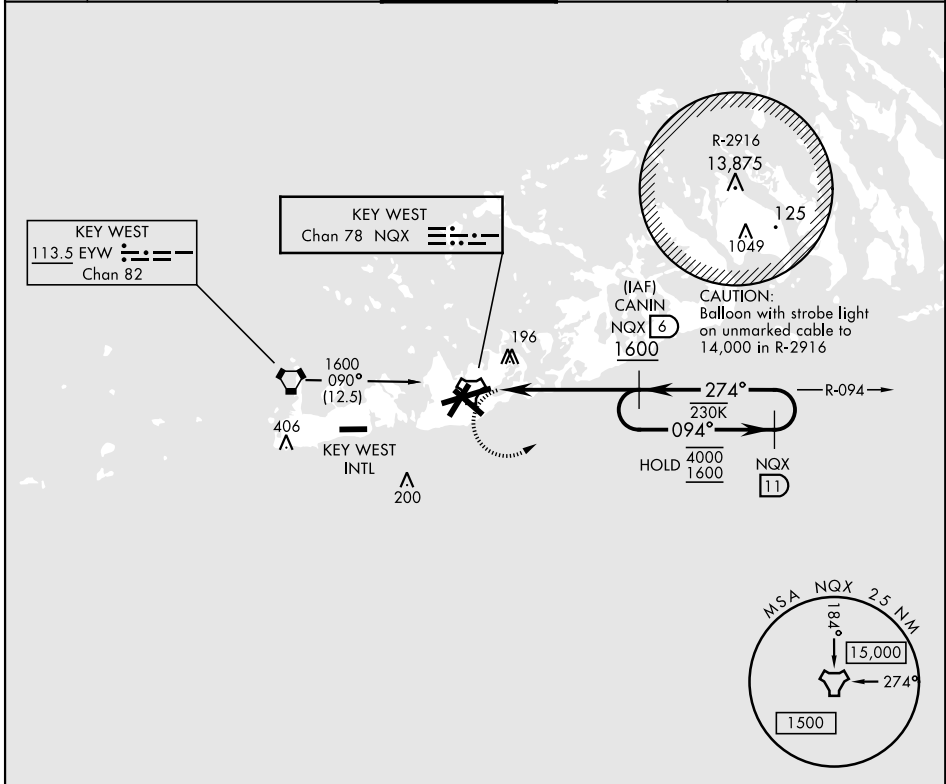 R-2916
13,875
125
1049
KEY WEST
Chan 78 NQX
KEY WEST
113.5 EYW
Chan 82
(IAF)
CANIN
NQX 6
1600
CAUTION:
Balloon with strobe light
on unmarked cable to
14,000 in R-2916
196
1600
090°
(12.5)
274°
R-094
230K
094°
406
KEY WEST
INTL
HOLD 4000
1600
NQX
11
200
MSA NQX 25 NM
184°
15,000
274°
1500